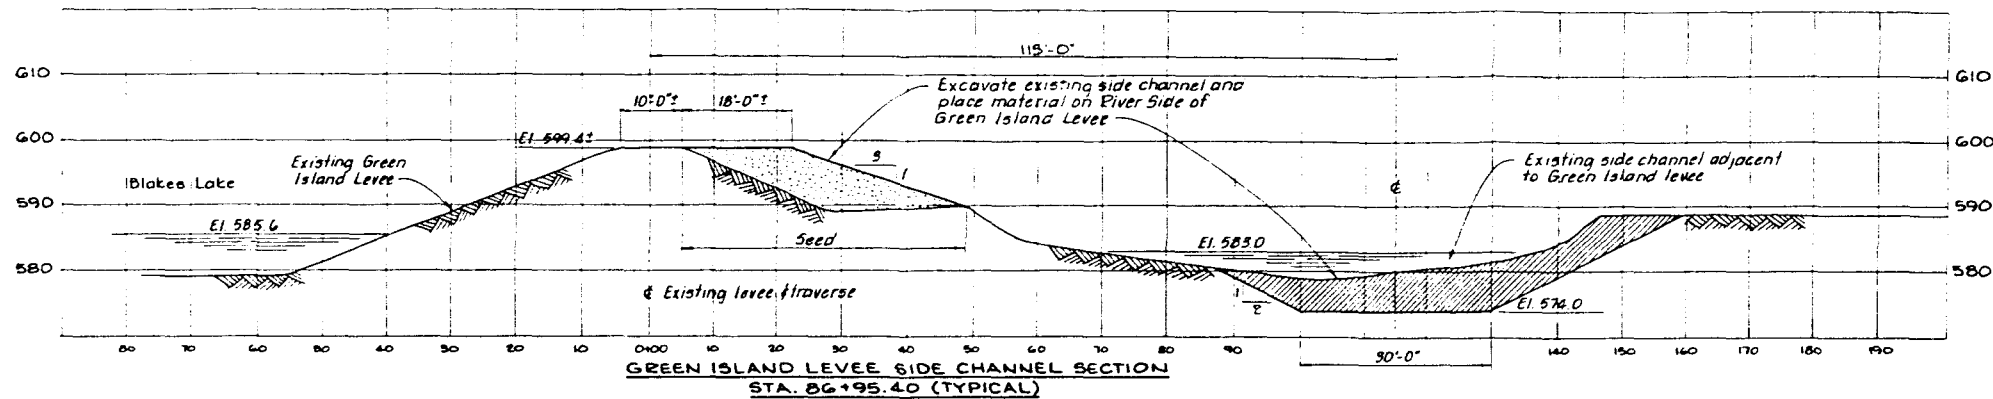 115'-0"
610
610
10'-0"±
18'-0"±
Excavate existing side channel and
place material on River Side of
Green Island Levee
600
El. 599.4±
600
Existing Green
Island Levee
3
1
Existing side channel adjacent
to Green Island levee
℄
Blakes Lake
590
590
El. 585.6
Seed
El. 583.0
580
580
℄ Existing levee & traverse
1
2
El. 574.0
80 70 60 50 40 30 20 10 0+00 10 20 30 40 50 60 70 80 90 140 150 160 170 180 190
30'-0"
GREEN ISLAND LEVEE SIDE CHANNEL SECTION
STA. 86+95.40 (TYPICAL)